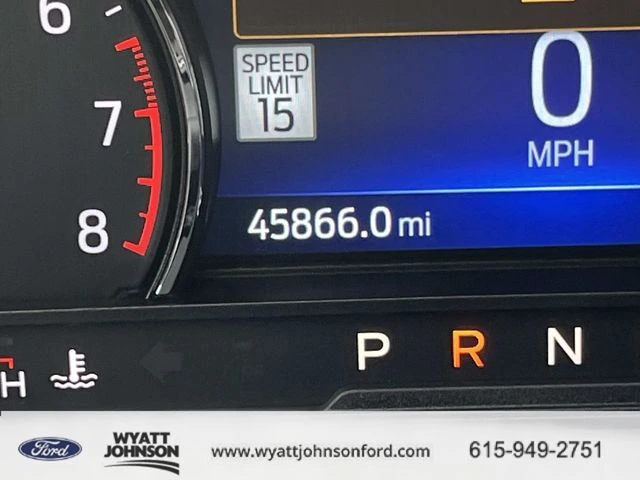 6
7
8
SPEED
LIMIT
15
0
MPH
45866.0 mi
H
P R N
Ford
WYATT
JOHNSON
www.wyattjohnsonford.com
615-949-2751